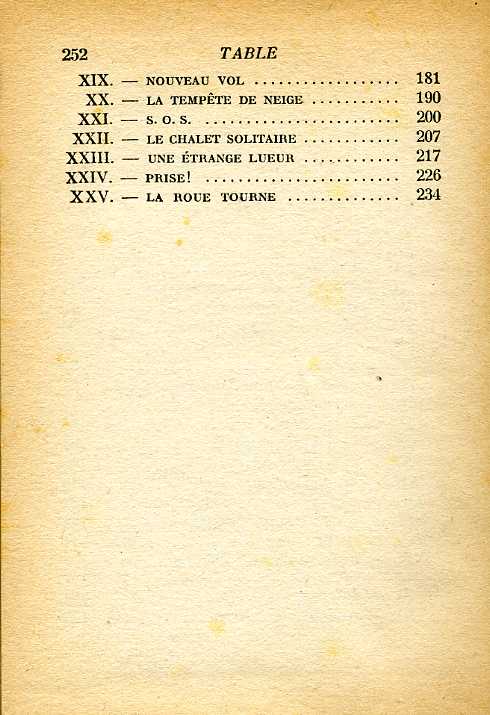 252 TABLE
XIX. — NOUVEAU VOL .................. 181
XX. — LA TEMPÊTE DE NEIGE ........... 190
XXI. — S. O. S. ........................ 200
XXII. — LE CHALET SOLITAIRE ............ 207
XXIII. — UNE ÉTRANGE LUEUR ............ 217
XXIV. — PRISE! ........................ 226
XXV. — LA ROUE TOURNE .............. 234